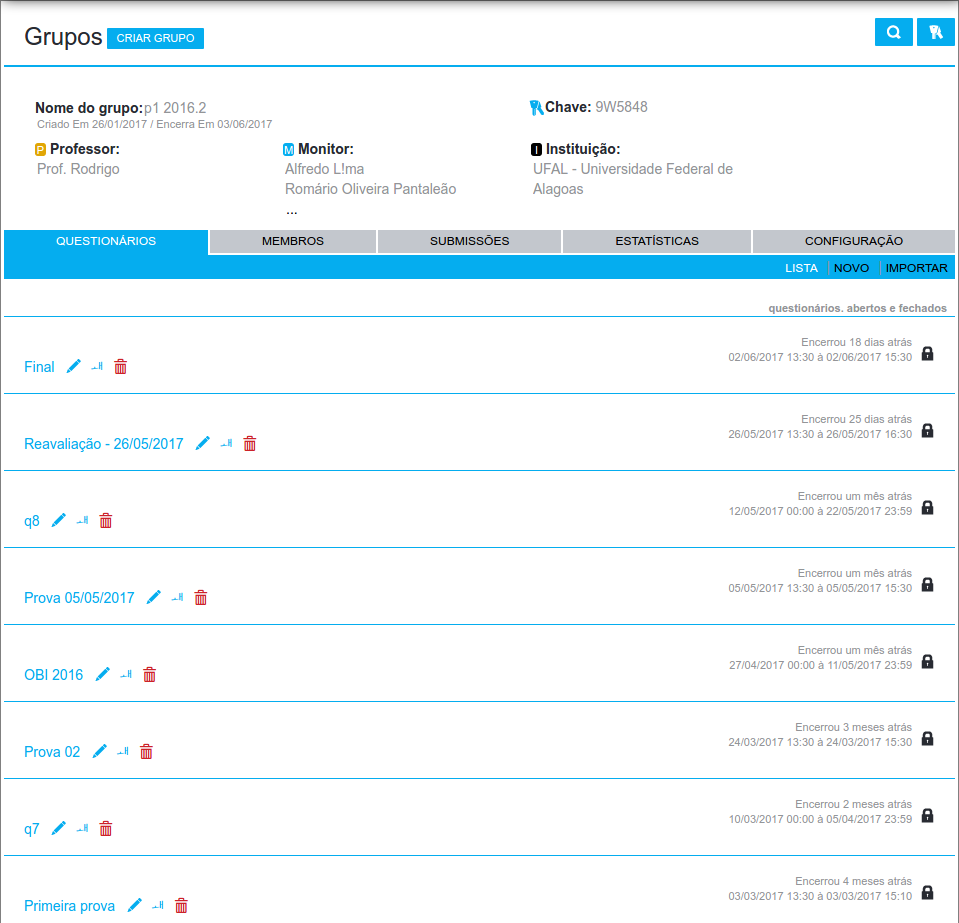 Grupos CRIAR GRUPO
Nome do grupo:p1 2016.2
Chave: 9W5848
Criado Em 26/01/2017 / Encerra Em 03/06/2017
P Professor:
Prof. Rodrigo
M Monitor:
Alfredo L!ma
Romário Oliveira Pantaleão
...
I Instituição:
UFAL - Universidade Federal de
Alagoas
QUESTIONÁRIOS MEMBROS SUBMISSÕES ESTATÍSTICAS CONFIGURAÇÃO
LISTA NOVO IMPORTAR
questionários. abertos e fechados
Encerrou 18 dias atrás
02/06/2017 13:30 à 02/06/2017 15:30
Final
Encerrou 25 dias atrás
26/05/2017 13:30 à 26/05/2017 16:30
Reavaliação - 26/05/2017
Encerrou um mês atrás
12/05/2017 00:00 à 22/05/2017 23:59
q8
Encerrou um mês atrás
05/05/2017 13:30 à 05/05/2017 15:30
Prova 05/05/2017
Encerrou um mês atrás
27/04/2017 00:00 à 11/05/2017 23:59
OBI 2016
Encerrou 3 meses atrás
24/03/2017 13:30 à 24/03/2017 15:30
Prova 02
Encerrou 2 meses atrás
10/03/2017 00:00 à 05/04/2017 23:59
q7
Encerrou 4 meses atrás
03/03/2017 13:30 à 03/03/2017 15:10
Primeira prova